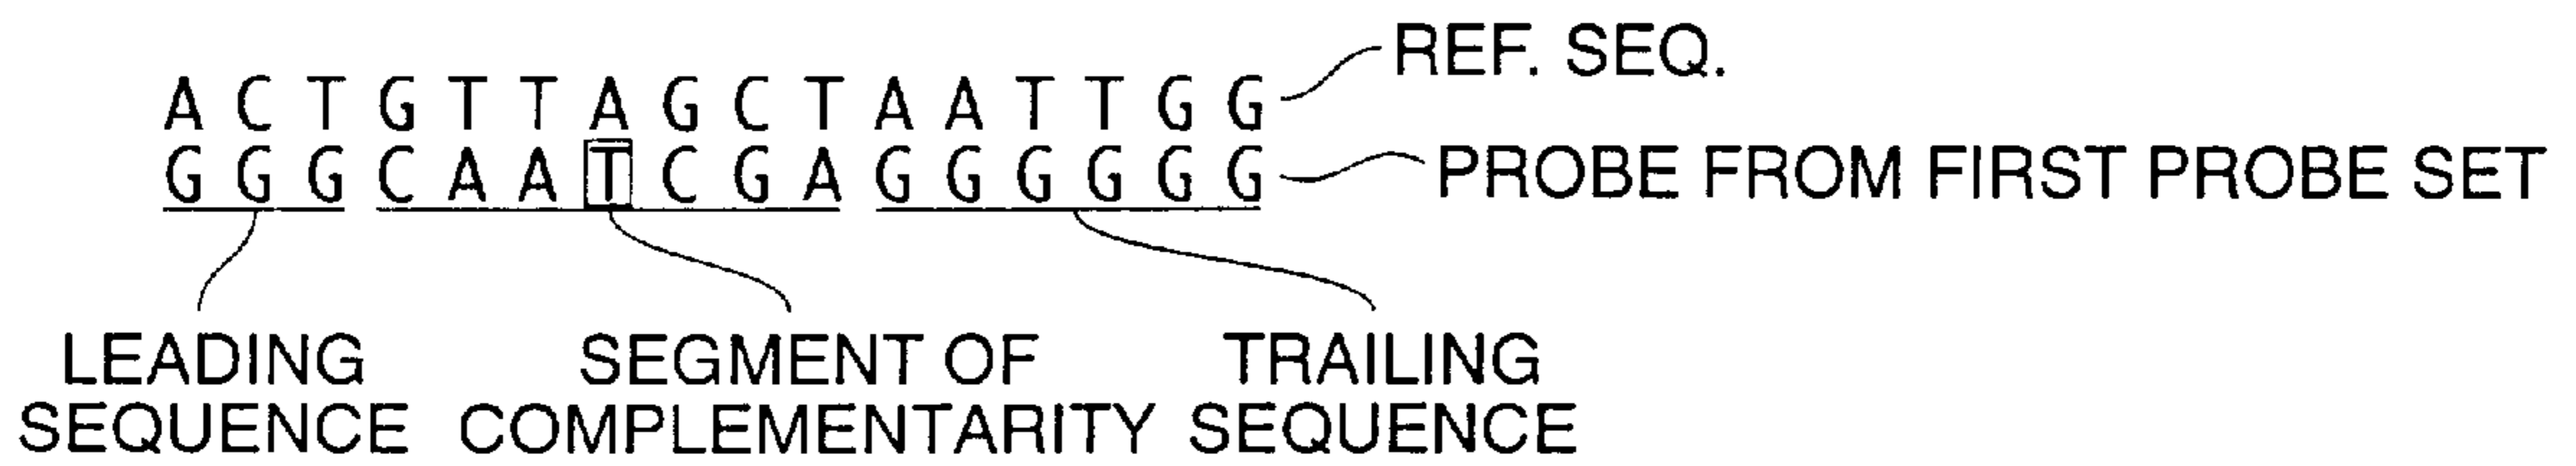 REF. SEQ.
A C T G T T A G C T A A T T G G
G G G C A A T C G A G G G G G G
PROBE FROM FIRST PROBE SET
LEADING SEQUENCE
SEGMENT OF COMPLEMENTARITY
TRAILING SEQUENCE